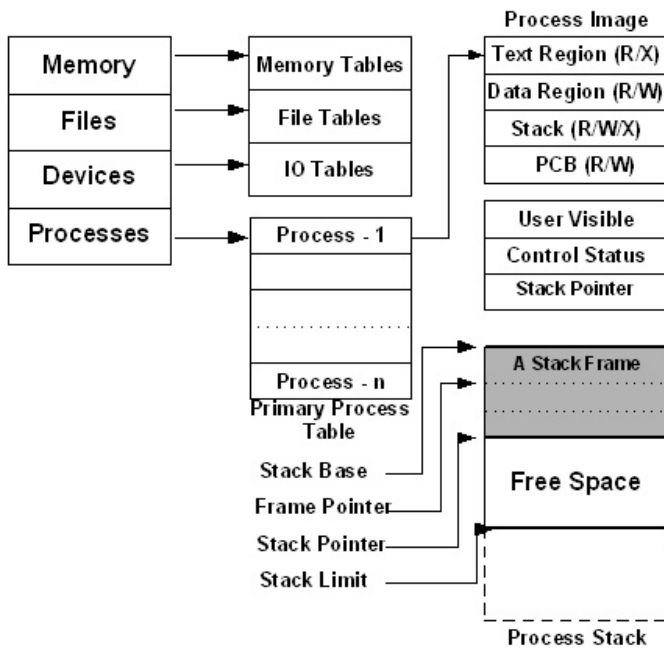 Memory
Files
Devices
Processes
Memory Tables
File Tables
IO Tables
Process - 1
Process - n
Primary Process
Table
Process Image
Text Region (R/X)
Data Region (R/W)
Stack (R/W/X)
PCB (R/W)
User Visible
Control Status
Stack Pointer
A Stack Frame
Free Space
Stack Base
Frame Pointer
Stack Pointer
Stack Limit
Process Stack